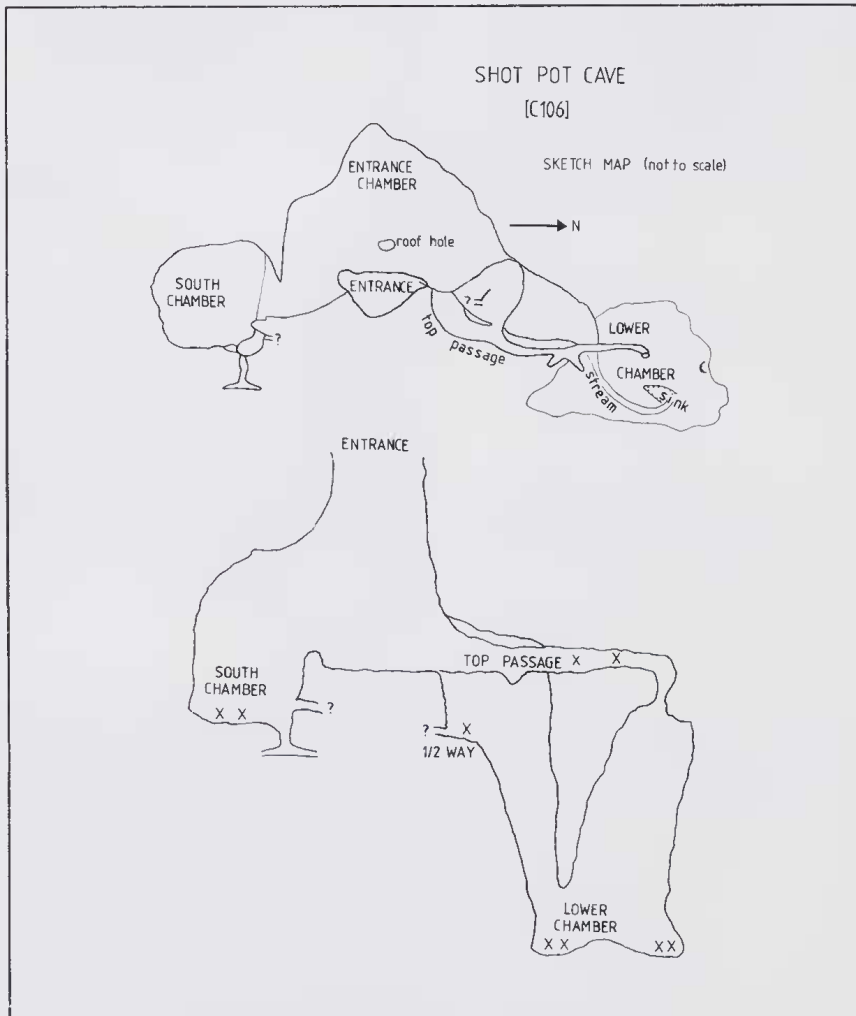 SHOT POT CAVE
[C106]
SKETCH MAP (not to scale)
N
ENTRANCE
CHAMBER
roof hole
SOUTH
CHAMBER
ENTRANCE
?
?
top passage
LOWER
CHAMBER
stream
sink
ENTRANCE
TOP PASSAGE X X
SOUTH
CHAMBER
X X
?
? X
1/2 WAY
LOWER
CHAMBER
X X X X